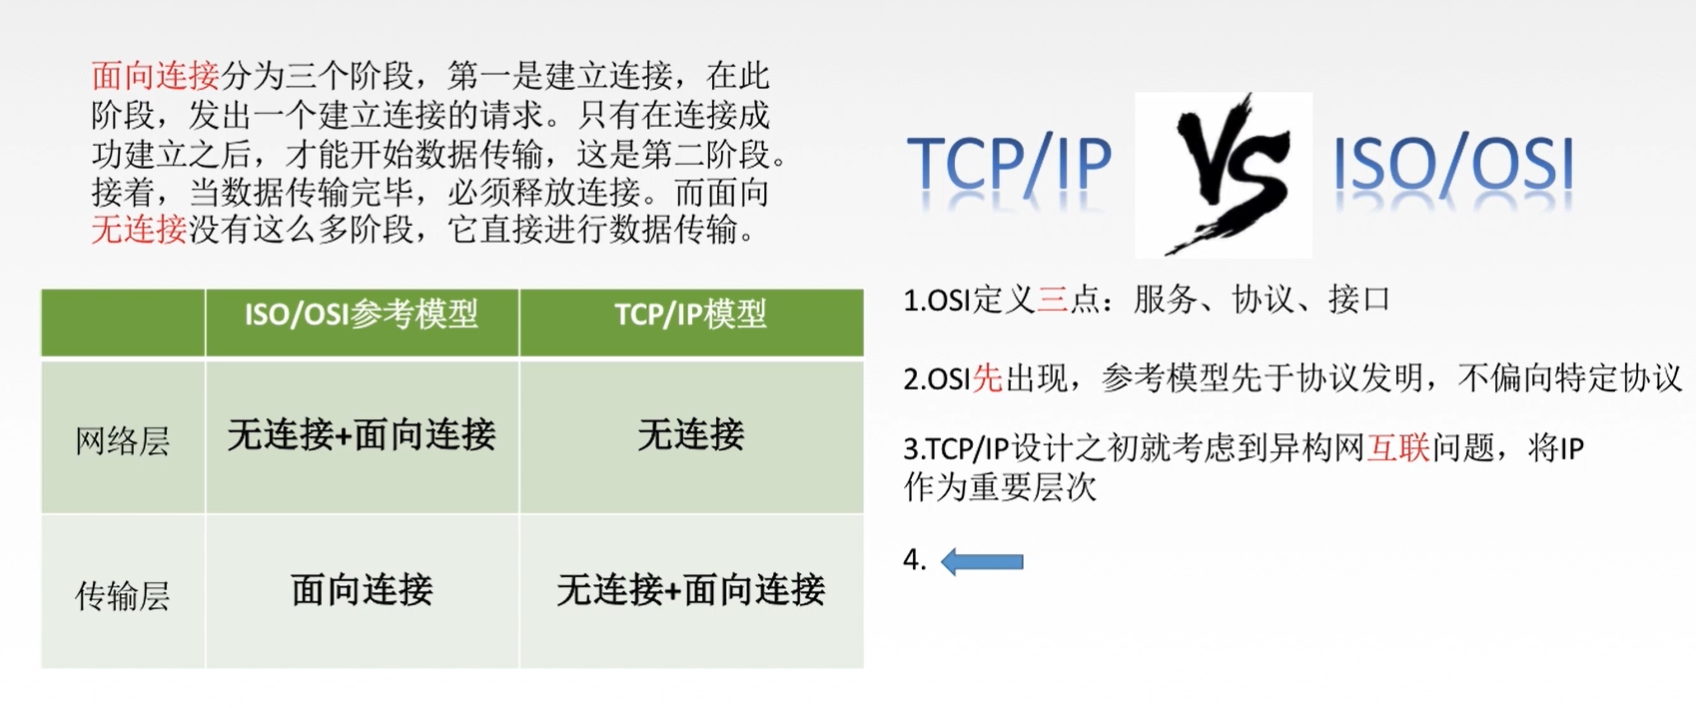 面向连接分为三个阶段，第一是建立连接，在此
阶段，发出一个建立连接的请求。只有在连接成
功建立之后，才能开始数据传输，这是第二阶段。
接着，当数据传输完毕，必须释放连接。而面向
无连接没有这么多阶段，它直接进行数据传输。
ISO/OSI参考模型 TCP/IP模型
网络层 无连接+面向连接 无连接
传输层 面向连接 无连接+面向连接
TCP/IP VS ISO/OSI
1.OSI定义三点：服务、协议、接口
2.OSI先出现，参考模型先于协议发明，不偏向特定协议
3.TCP/IP设计之初就考虑到异构网互联问题，将IP
作为重要层次
4.